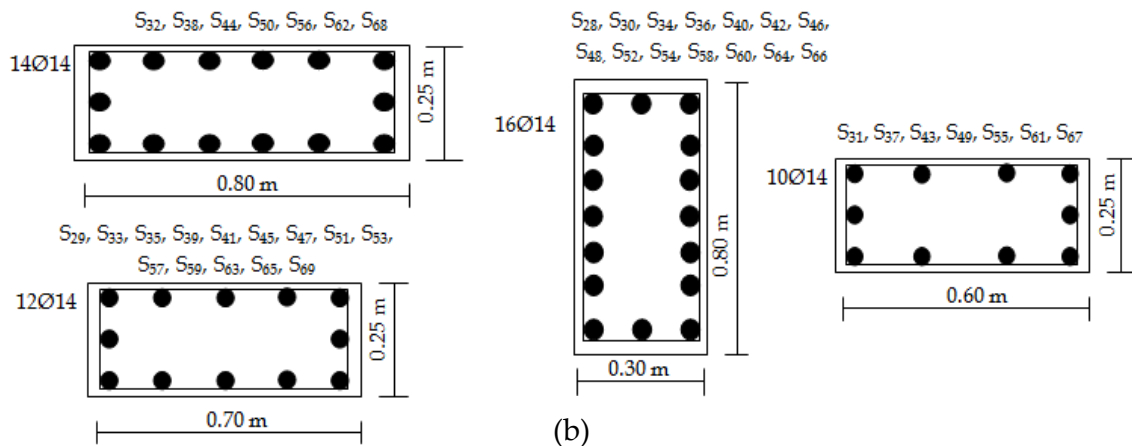 S32, S38, S44, S50, S56, S62, S68
14Ø14
0.25 m
0.80 m
S29, S33, S35, S39, S41, S45, S47, S51, S53,
S57, S59, S63, S65, S69
12Ø14
0.25 m
0.70 m
S28, S30, S34, S36, S40, S42, S46,
S48, S52, S54, S58, S60, S64, S66
16Ø14
0.80 m
0.30 m
S31, S37, S43, S49, S55, S61, S67
10Ø14
0.25 m
0.60 m
(b)